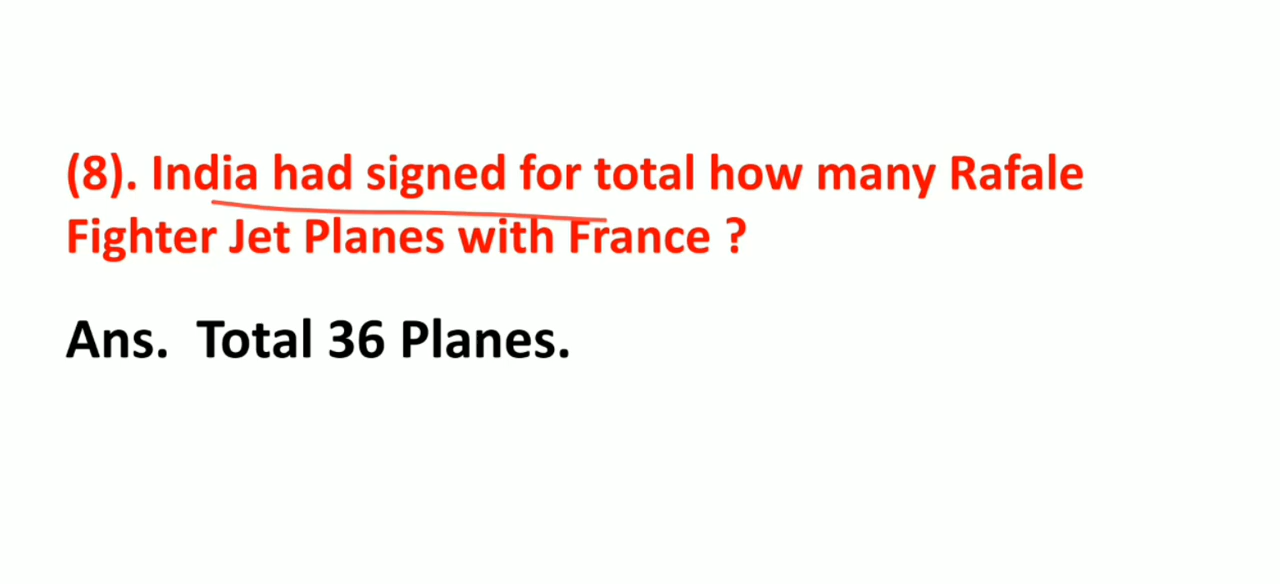 (8). India had signed for total how many Rafale
Fighter Jet Planes with France ?
Ans.  Total 36 Planes.